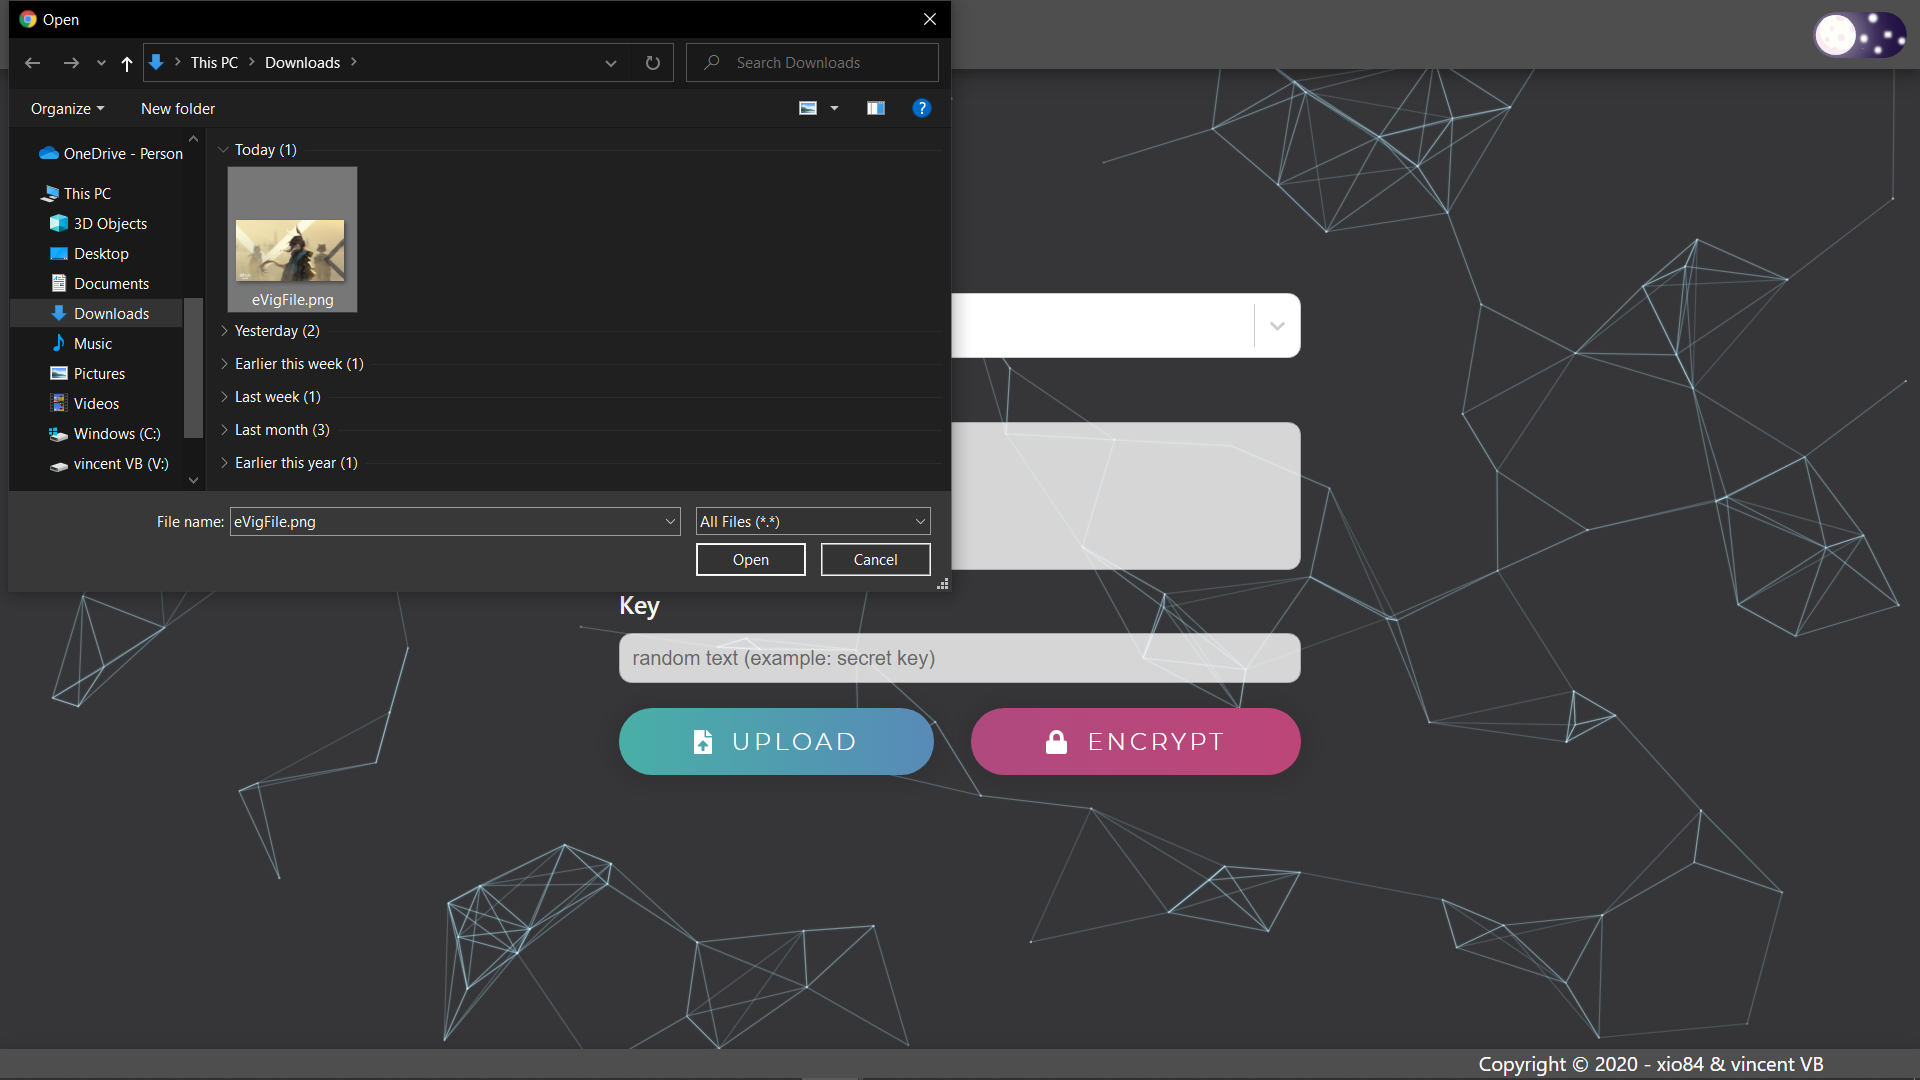 Open
This PC
Downloads
Search Downloads
Organize
New folder
OneDrive - Person
This PC
3D Objects
Desktop
Documents
Downloads
Music
Pictures
Videos
Windows (C:)
vincent VB (V:)
Today (1)
eVigFile.png
Yesterday (2)
Earlier this week (1)
Last week (1)
Last month (3)
Earlier this year (1)
File name: eVigFile.png
All Files (*.*)
Open
Cancel
Key
random text (example: secret key)
UPLOAD
ENCRYPT
Copyright © 2020 - xio84 & vincent VB